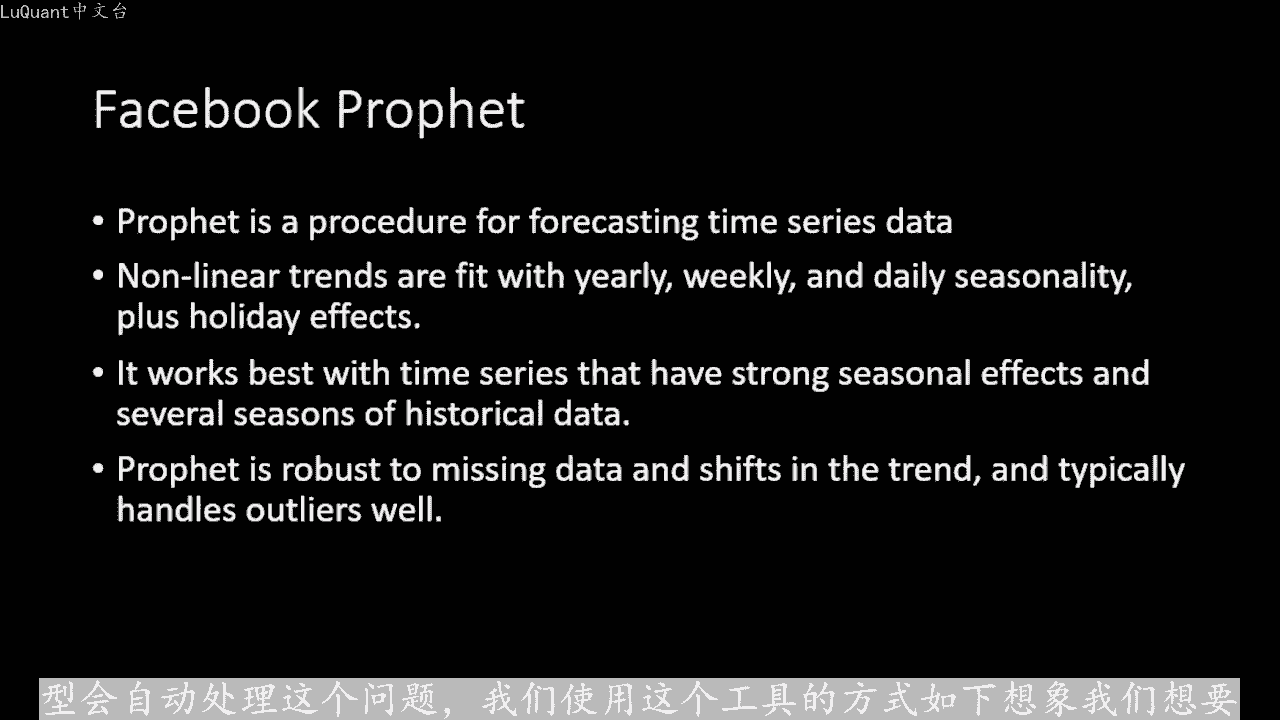 LuQuant中文台
Facebook Prophet
• Prophet is a procedure for forecasting time series data
• Non-linear trends are fit with yearly, weekly, and daily seasonality,
plus holiday effects.
• It works best with time series that have strong seasonal effects and
several seasons of historical data.
• Prophet is robust to missing data and shifts in the trend, and typically
handles outliers well.
型会自动处理这个问题，我们使用这个工具的方式如下想象我们想要